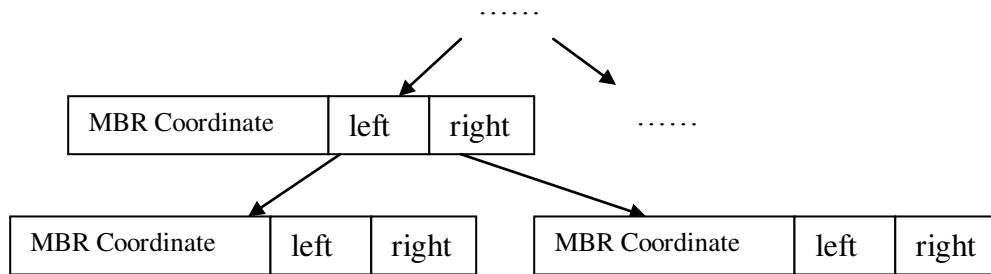 ......
MBR Coordinate left right ......
MBR Coordinate left right MBR Coordinate left right